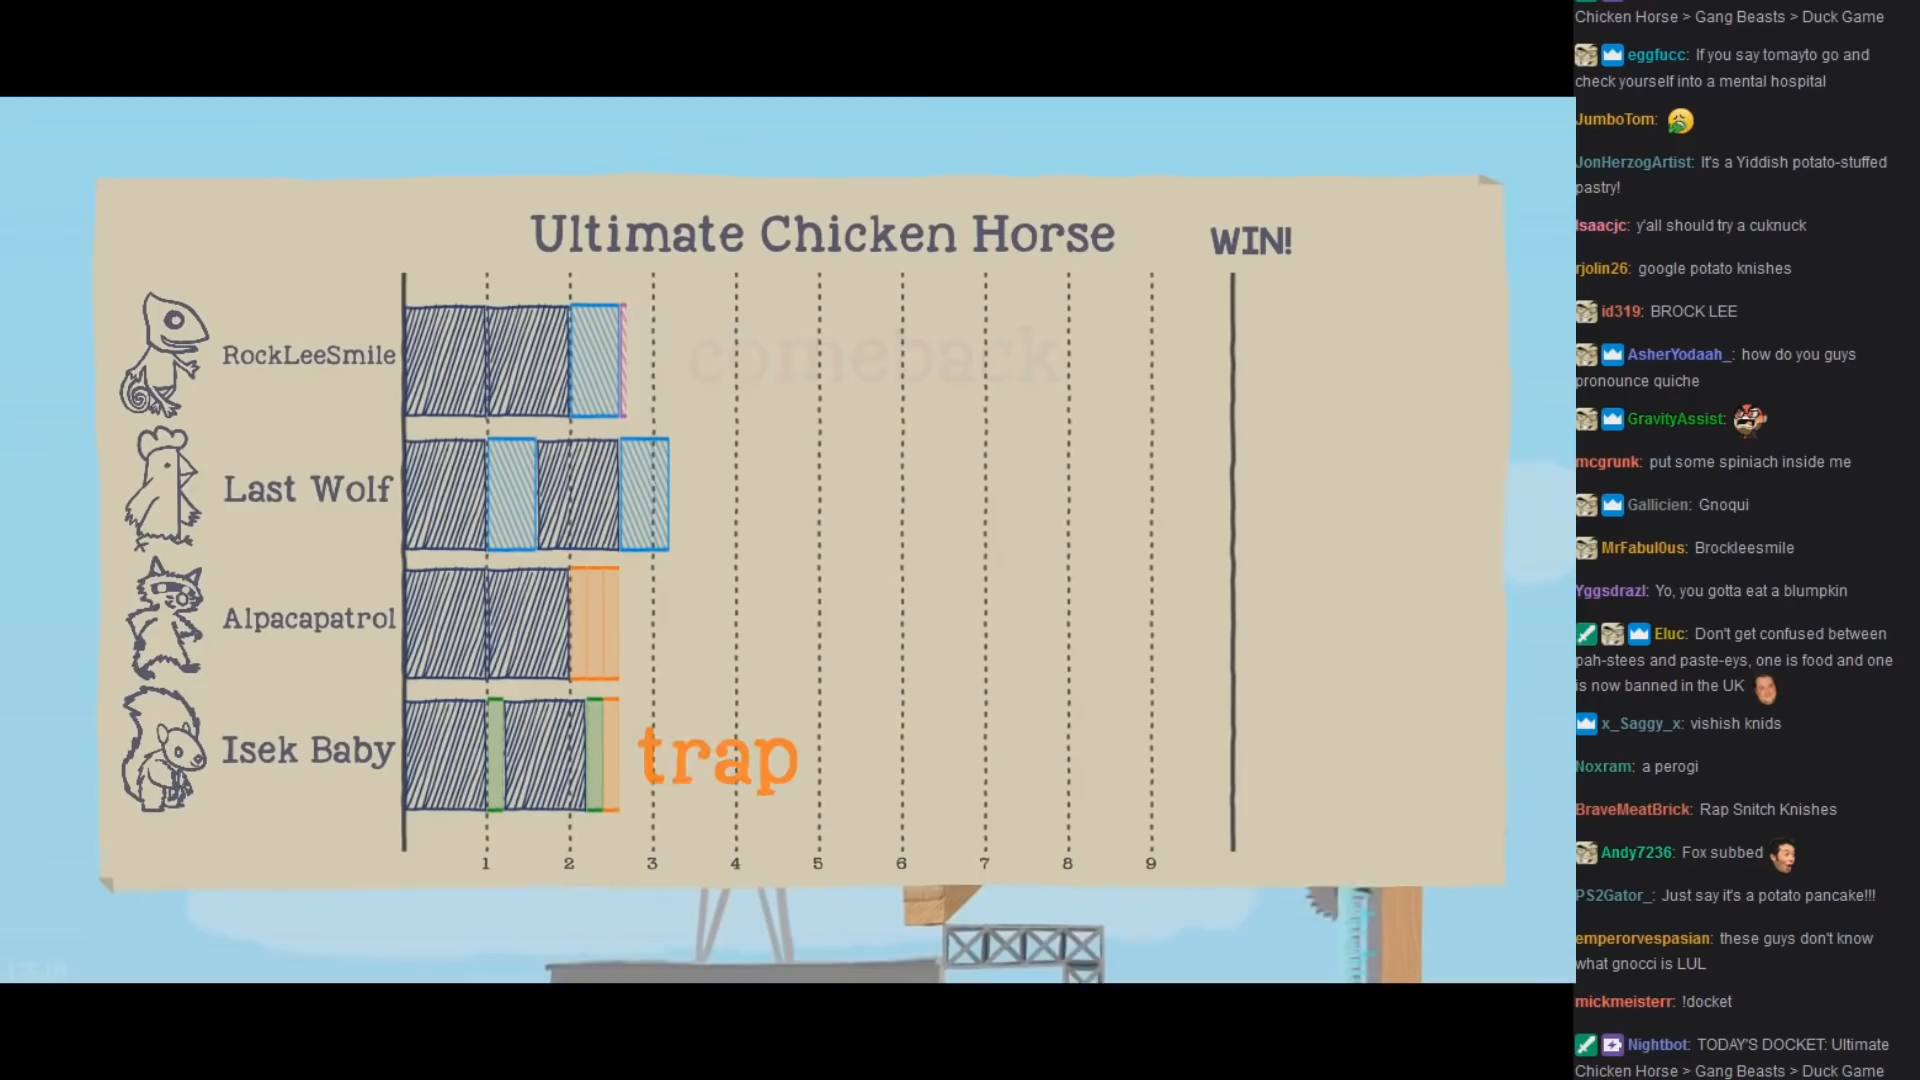 Ultimate Chicken Horse
WIN!
RockLeeSmile
comeback
Last Wolf
Alpacapatrol
Isek Baby
trap
1 2 3 4 5 6 7 8 9
Chicken Horse > Gang Beasts > Duck Game
eggfucc: If you say tomayto go and
check yourself into a mental hospital
JumboTom:
JonHerzogArtist: It's a Yiddish potato-stuffed
pastry!
Isaacjc: y'all should try a cuknuck
rjolin26: google potato knishes
id319: BROCK LEE
AsherYodaah_: how do you guys
pronounce quiche
GravityAssist:
mcgrunk: put some spiniach inside me
Gallicien: Gnoqui
MrFabul0us: Brockleesmile
Yggsdrazl: Yo, you gotta eat a blumpkin
Eluc: Don't get confused between
pah-stees and paste-eys, one is food and one
is now banned in the UK
x_Saggy_x: vishish knids
Noxram: a perogi
BraveMeatBrick: Rap Snitch Knishes
Andy7236: Fox subbed
PS2Gator_: Just say it's a potato pancake!!!
emperorvespasian: these guys don't know
what gnocci is LUL
mickmeisterr: !docket
Nightbot: TODAY'S DOCKET: Ultimate
Chicken Horse > Gang Beasts > Duck Game